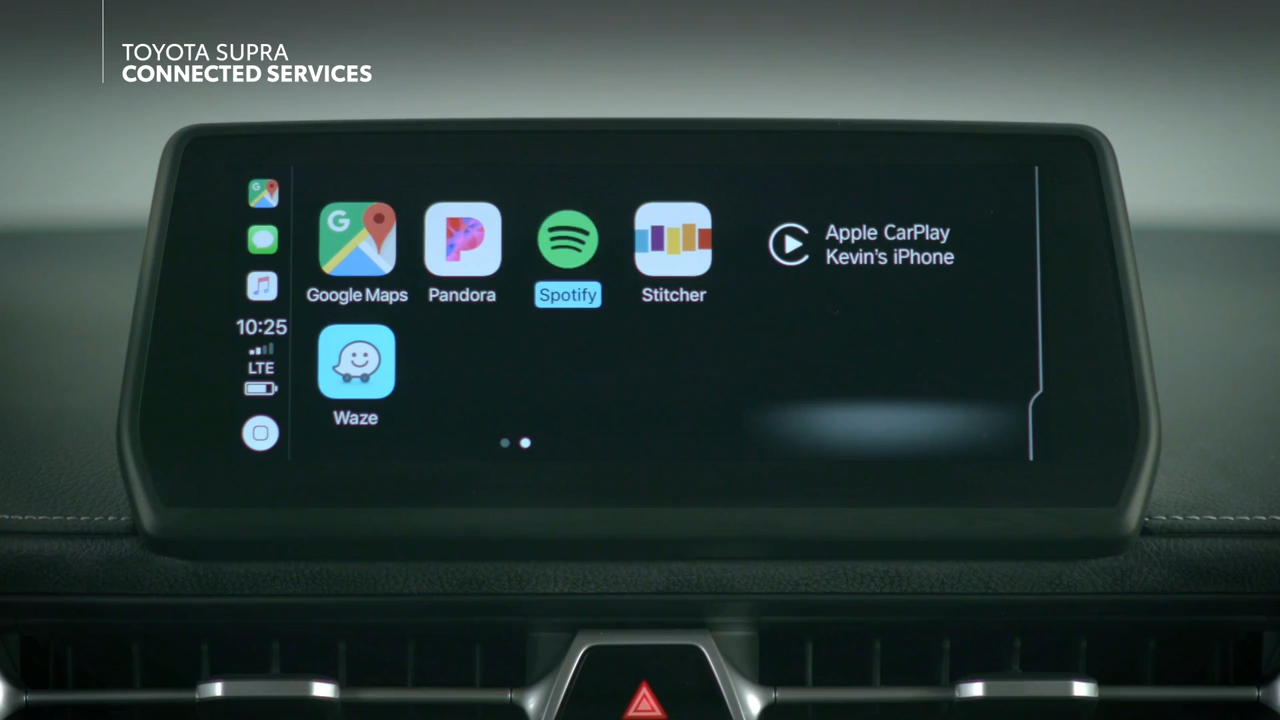 TOYOTA SUPRA
CONNECTED SERVICES
G
Google Maps
Pandora
Spotify
Stitcher
Waze
10:25
LTE
Apple CarPlay
Kevin's iPhone